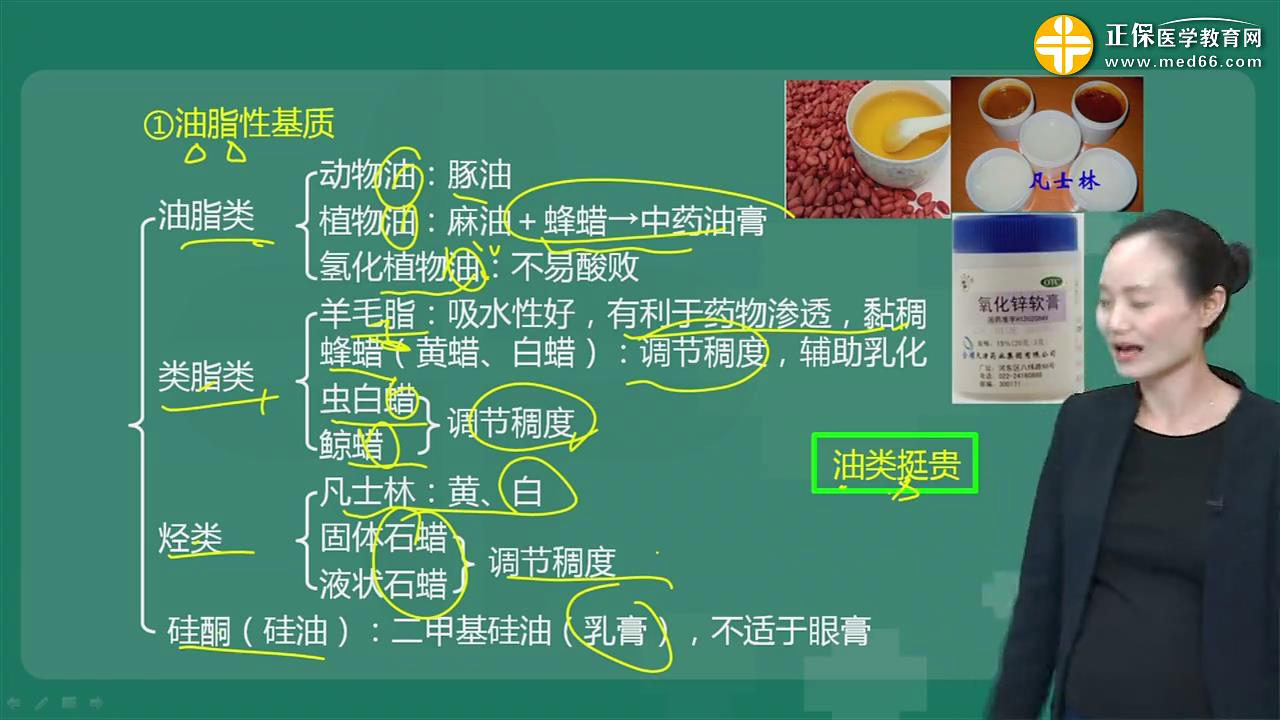 正保医学教育网
www.med66.com
①油脂性基质
油脂类
动物油：豚油
植物油：麻油+蜂蜡→中药油膏
氢化植物油：不易酸败
类脂类
羊毛脂：吸水性好，有利于药物渗透，黏稠
蜂蜡（黄蜡、白蜡）：调节稠度，辅助乳化
虫白蜡
鲸蜡
调节稠度
烃类
凡士林：黄、白
固体石蜡
液状石蜡
调节稠度
硅酮（硅油）：二甲基硅油（乳膏），不适于眼膏
凡士林
OTC
氧化锌软膏
油类挺贵